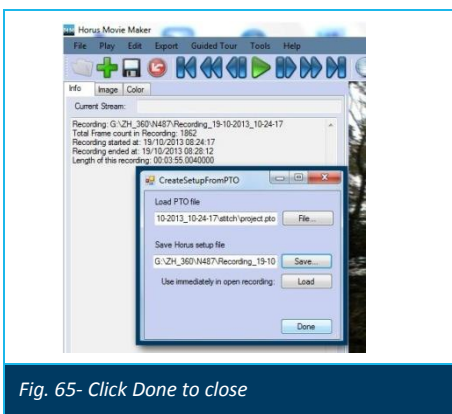 Horus Movie Maker
File Play Edit Export Guided Tour Tools Help
Info Image Color
Current Stream:
Recording: G:\ZH_360\N487\Recording_19-10-2013_10-24-17
Total Frame count in Recording: 1862
Recording started at: 19/10/2013 08:24:17
Recording ended at: 19/10/2013 08:28:12
Length of this recording: 00:03:55.0040000
CreateSetupFromPTO
Load PTO file
10-2013_10-24-17\stitch\project.pto File...
Save Horus setup file
G:\ZH_360\N487\Recording_19-10 Save...
Use immediately in open recording: Load
Done
Fig. 65- Click Done to close